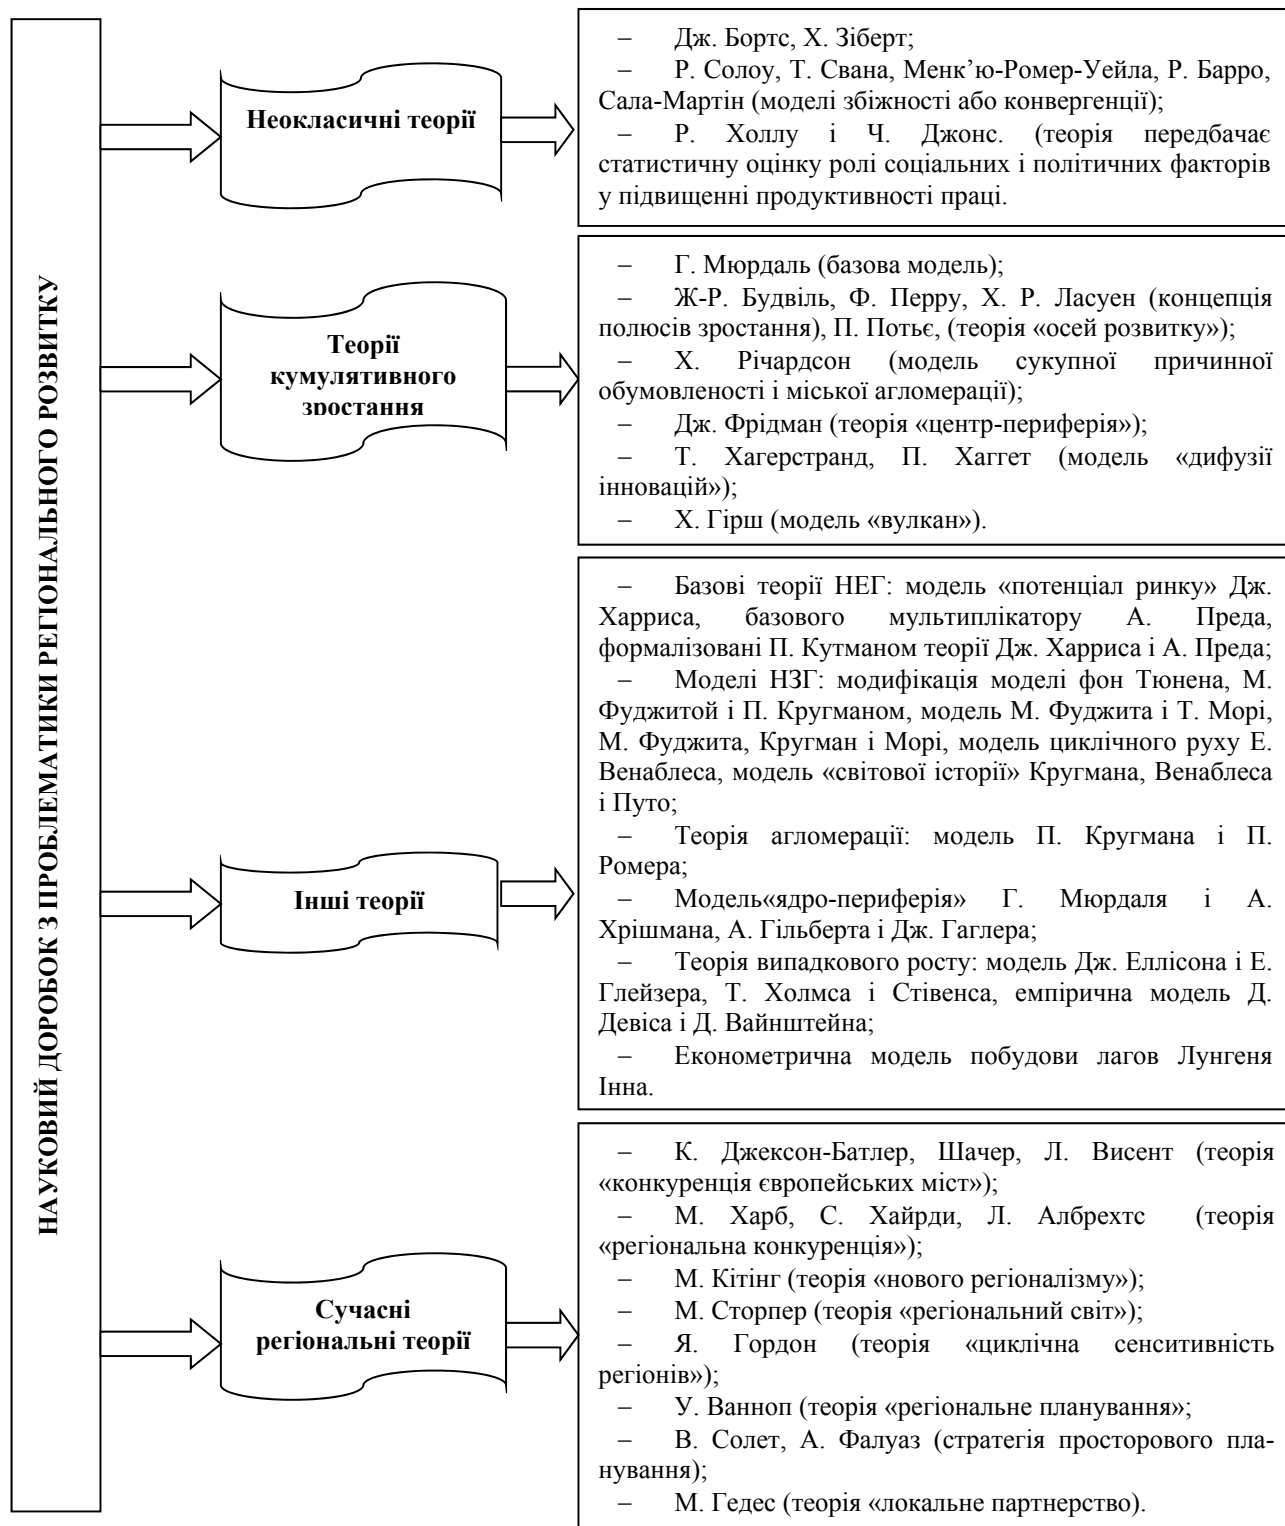 НАУКОВИЙ ДОРОБОК З ПРОБЛЕМАТИКИ РЕГІОНАЛЬНОГО РОЗВИТКУ
Неокласичні теорії
– Дж. Бортс, Х. Зіберт;
– Р. Солоу, Т. Свана, Менк’ю-Ромер-Уейла, Р. Барро,
Сала-Мартін (моделі збіжності або конвергенції);
– Р. Холлу і Ч. Джонс. (теорія передбачає
статистичну оцінку ролі соціальних і політичних факторів
у підвищенні продуктивності праці.
Теорії
кумулятивного
зростання
– Г. Мюрдаль (базова модель);
– Ж-Р. Будвіль, Ф. Перру, Х. Р. Ласуен (концепція
полюсів зростання), П. Потьє, (теорія «осей розвитку»);
– Х. Річардсон (модель сукупної причинної
обумовленості і міської агломерації);
– Дж. Фрідман (теорія «центр-периферія»);
– Т. Хагерстранд, П. Хаггет (модель «дифузії
інновацій»);
– Х. Гірш (модель «вулкан»).
Інші теорії
– Базові теорії НЕГ: модель «потенціал ринку» Дж.
Харриса, базового мультиплікатору А. Преда,
формалізовані П. Кутманом теорії Дж. Харриса і А. Преда;
– Моделі НЗГ: модифікація моделі фон Тюнена, М.
Фуджитой і П. Кругманом, модель М. Фуджита і Т. Морі,
М. Фуджита, Кругман і Морі, модель циклічного руху Е.
Венаблеса, модель «світової історії» Кругмана, Венаблеса
і Путо;
– Теорія агломерації: модель П. Кругмана і П.
Ромера;
– Модель«ядро-периферія» Г. Мюрдаля і А.
Хрішмана, А. Гільберта і Дж. Гаглера;
– Теорія випадкового росту: модель Дж. Еллісона і Е.
Глейзера, Т. Холмса і Стівенса, емпірична модель Д.
Девіса і Д. Вайнштейна;
– Економетрична модель побудови лагов Лунгеня
Інна.
Сучасні
регіональні теорії
– К. Джексон-Батлер, Шачер, Л. Висент (теорія
«конкуренція європейських міст»);
– М. Харб, С. Хайрди, Л. Албрехтс (теорія
«регіональна конкуренція»);
– М. Кітінг (теорія «нового регіоналізму»);
– М. Сторпер (теорія «регіональний світ»);
– Я. Гордон (теорія «циклічна сенситивність
регіонів»);
– У. Ванноп (теорія «регіональне планування»;
– В. Солет, А. Фалуаз (стратегія просторового пла-
нування);
– М. Гедес (теорія «локальне партнерство).